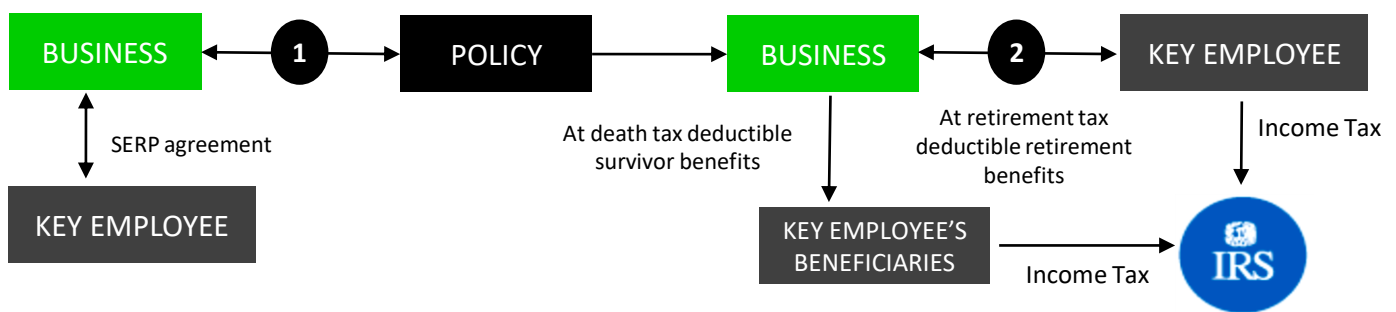 BUSINESS
1
POLICY
BUSINESS
2
KEY EMPLOYEE
SERP agreement
At death tax deductible
survivor benefits
At retirement tax
deductible retirement
benefits
Income Tax
KEY EMPLOYEE
KEY EMPLOYEE’S
BENEFICIARIES
Income Tax
IRS